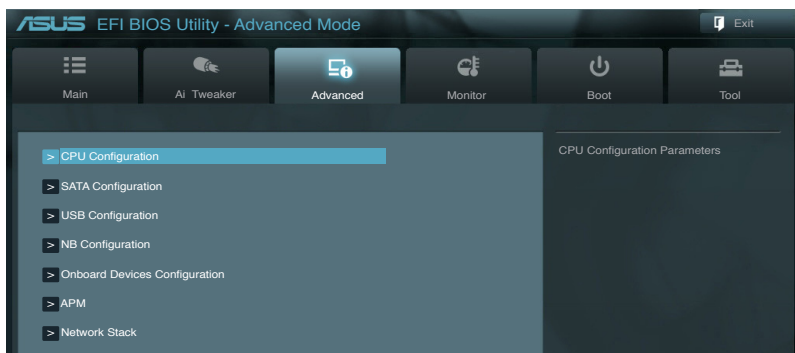 ASUS EFI BIOS Utility - Advanced Mode
Exit
Main
Ai Tweaker
Advanced
Monitor
Boot
Tool
> CPU Configuration
CPU Configuration Parameters
> SATA Configuration
> USB Configuration
> NB Configuration
> Onboard Devices Configuration
> APM
> Network Stack